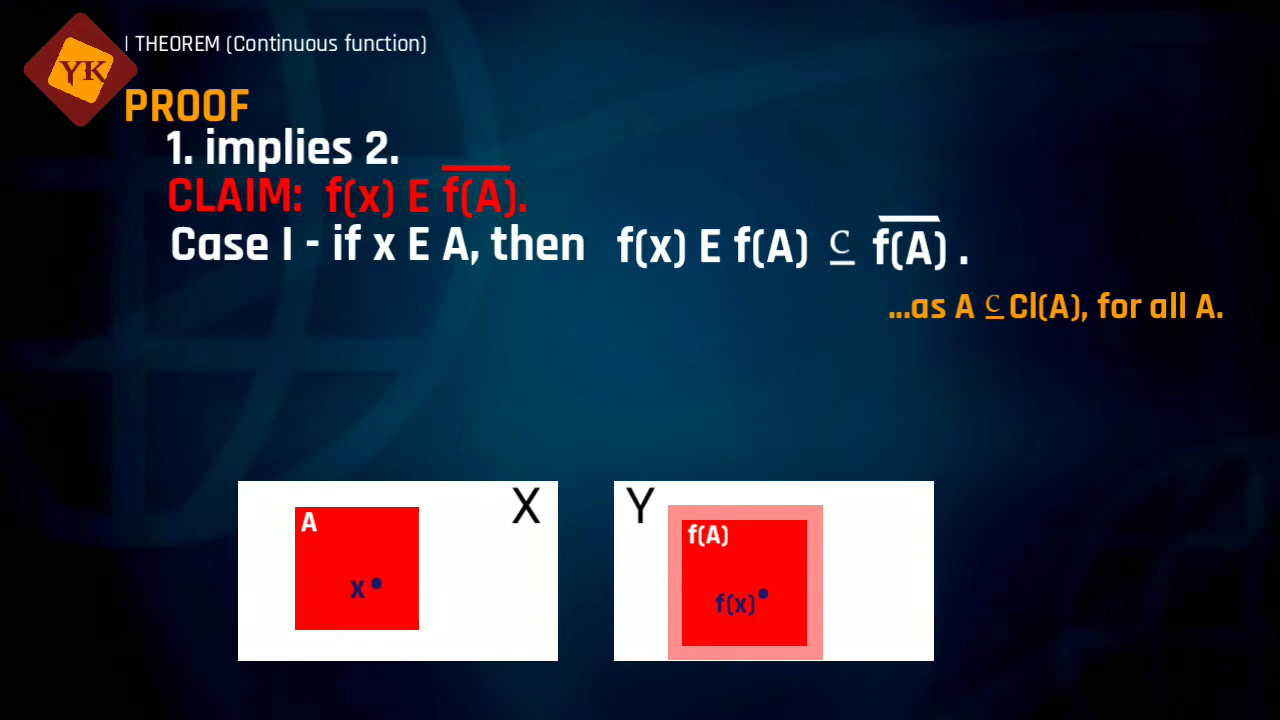 YK
I THEOREM (Continuous function)
PROOF
1. implies 2.
CLAIM: f(x) E f(A).
Case I - if x E A, then f(x) E f(A) ⊆ f(A) .
...as A ⊆ Cl(A), for all A.
A
X
x
Y
f(A)
f(x)